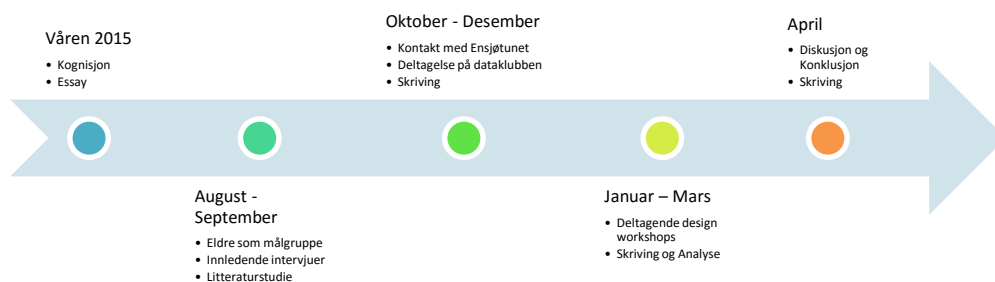 Våren 2015
• Kognisjon
• Essay
August -
September
• Eldre som målgruppe
• Innledende intervjuer
• Litteraturstudie
Oktober - Desember
• Kontakt med Ensjøtunet
• Deltagelse på dataklubben
• Skriving
Januar – Mars
• Deltagende design
workshops
• Skriving og Analyse
April
• Diskusjon og
Konklusjon
• Skriving